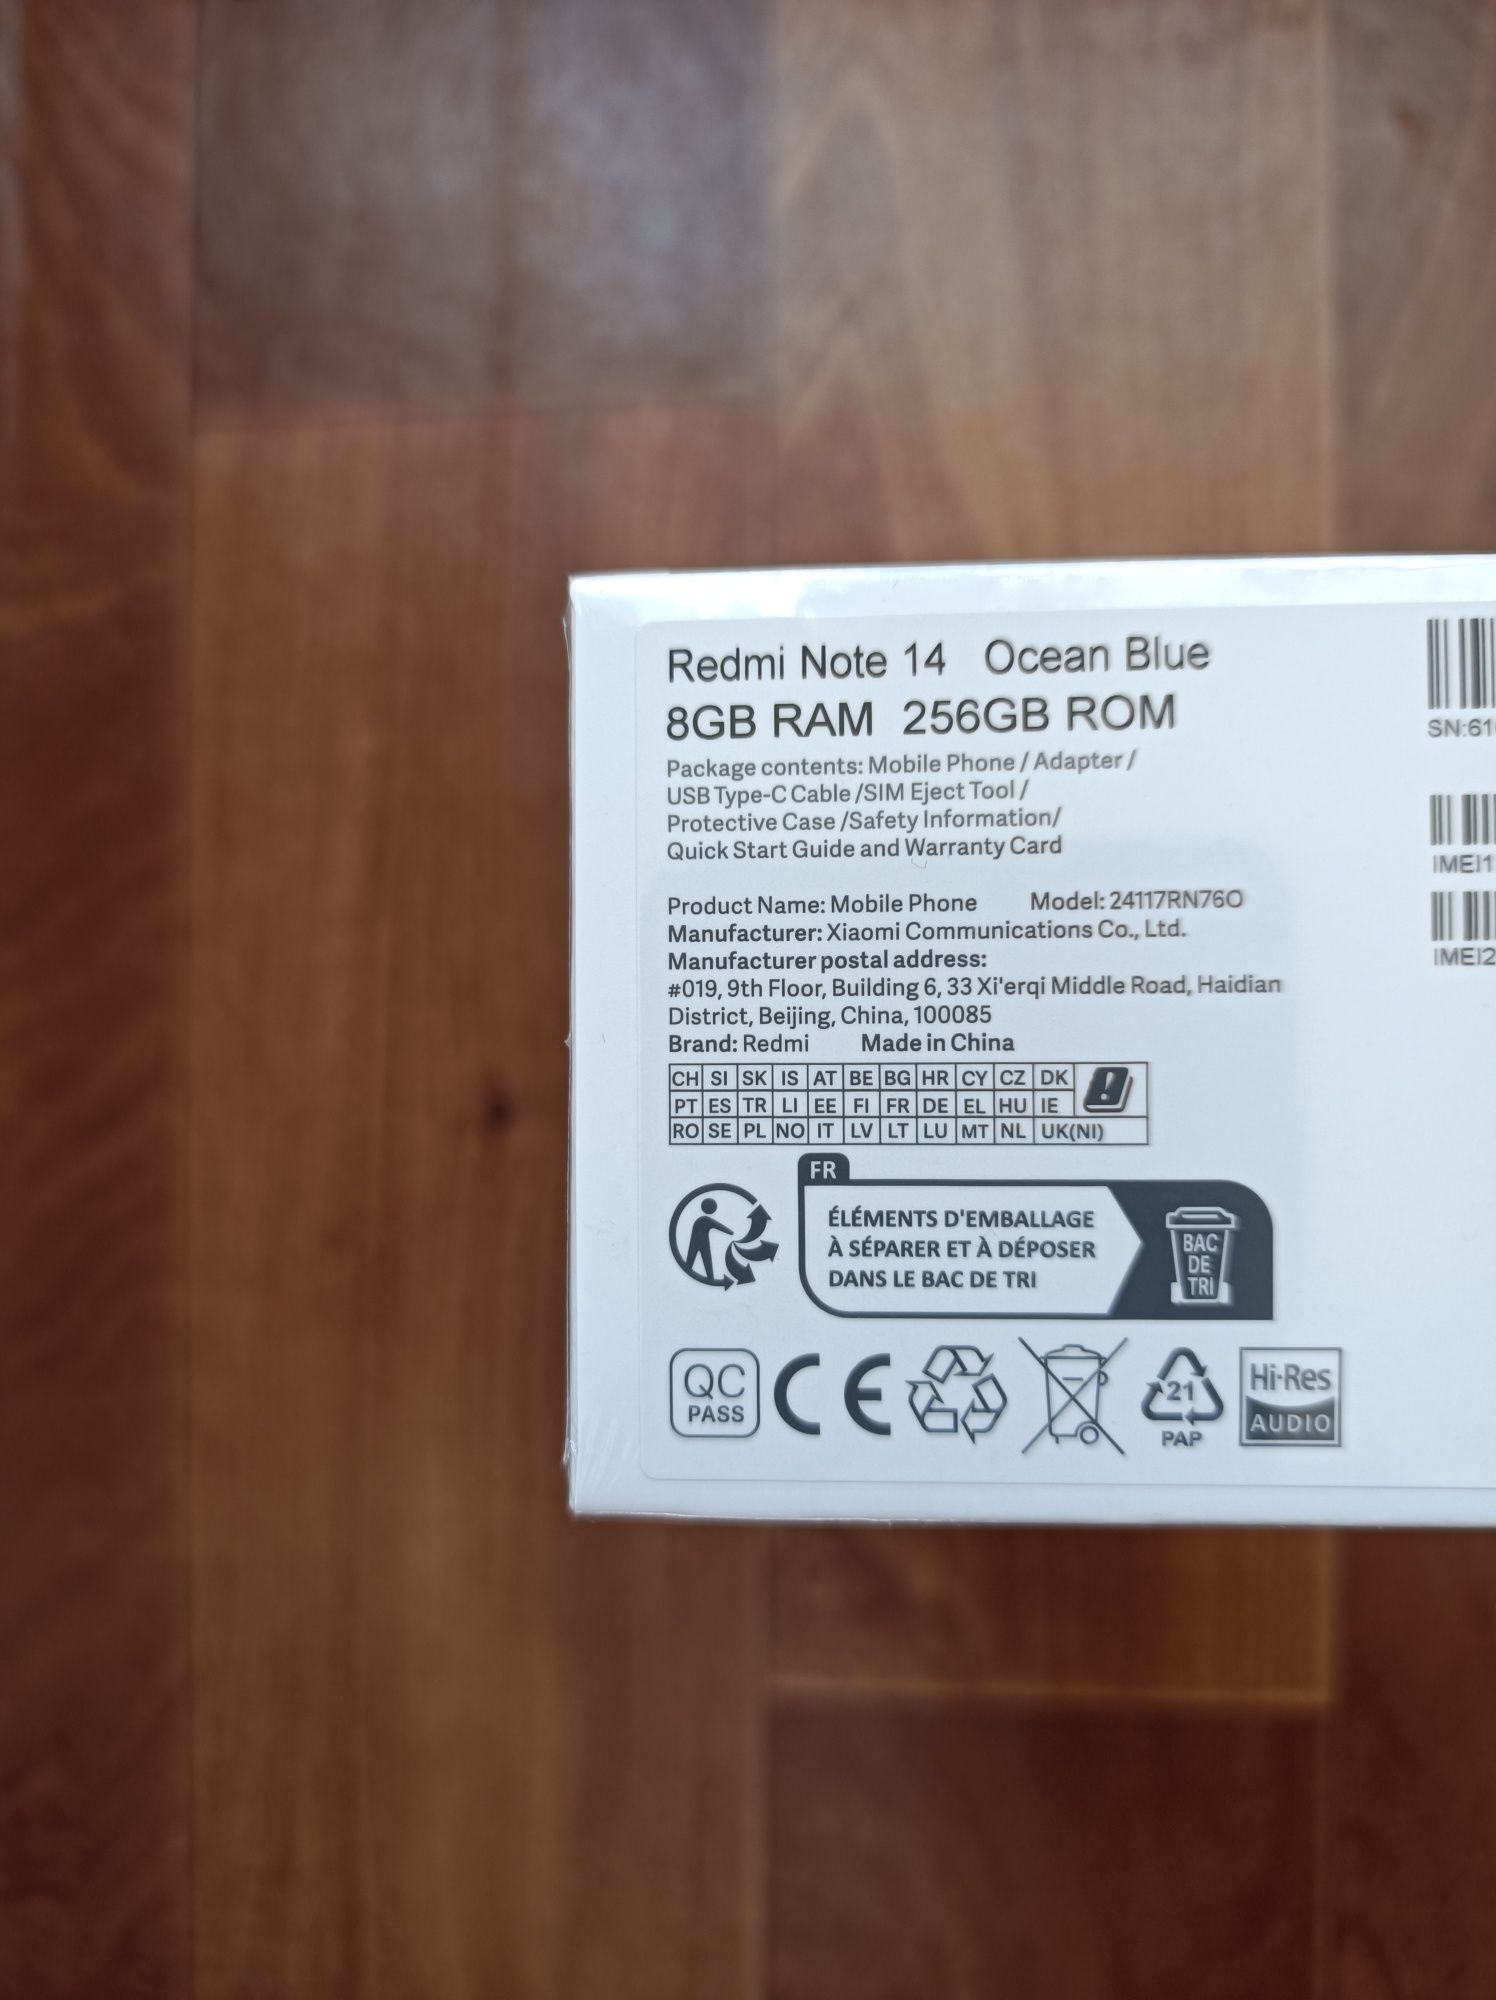 Redmi Note 14 Ocean Blue
8GB RAM 256GB ROM
Package contents: Mobile Phone / Adapter /
USB Type-C Cable /SIM Eject Tool /
Protective Case /Safety Information/
Quick Start Guide and Warranty Card
Product Name: Mobile Phone Model: 24117RN76O
Manufacturer: Xiaomi Communications Co., Ltd.
Manufacturer postal address:
#019, 9th Floor, Building 6, 33 Xi'erqi Middle Road, Haidian
District, Beijing, China, 100085
Brand: Redmi Made in China
CH SI SK IS AT BE BG HR CY CZ DK
PT ES TR LI EE FI FR DE EL HU IE
RO SE PL NO IT LV LT LU MT NL UK(NI)
FR
ÉLÉMENTS D'EMBALLAGE
À SÉPARER ET À DÉPOSER
DANS LE BAC DE TRI
BAC
DE
TRI
QC
PASS
CE
21
PAP
Hi-Res
AUDIO
SN:61
IMEI1
IMEI2